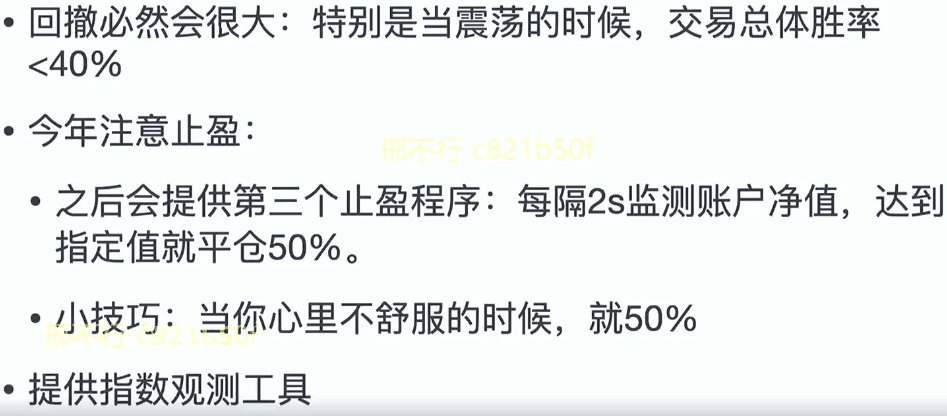 • 回撤必然会很大：特别是当震荡的时候，交易总体胜率
<40%
• 今年注意止盈：
邢不行 c821b50f
• 之后会提供第三个止盈程序：每隔2s监测账户净值，达到
指定值就平仓50%。
• 小技巧：当你心里不舒服的时候，就50%
邢不行 c821b50f
• 提供指数观测工具